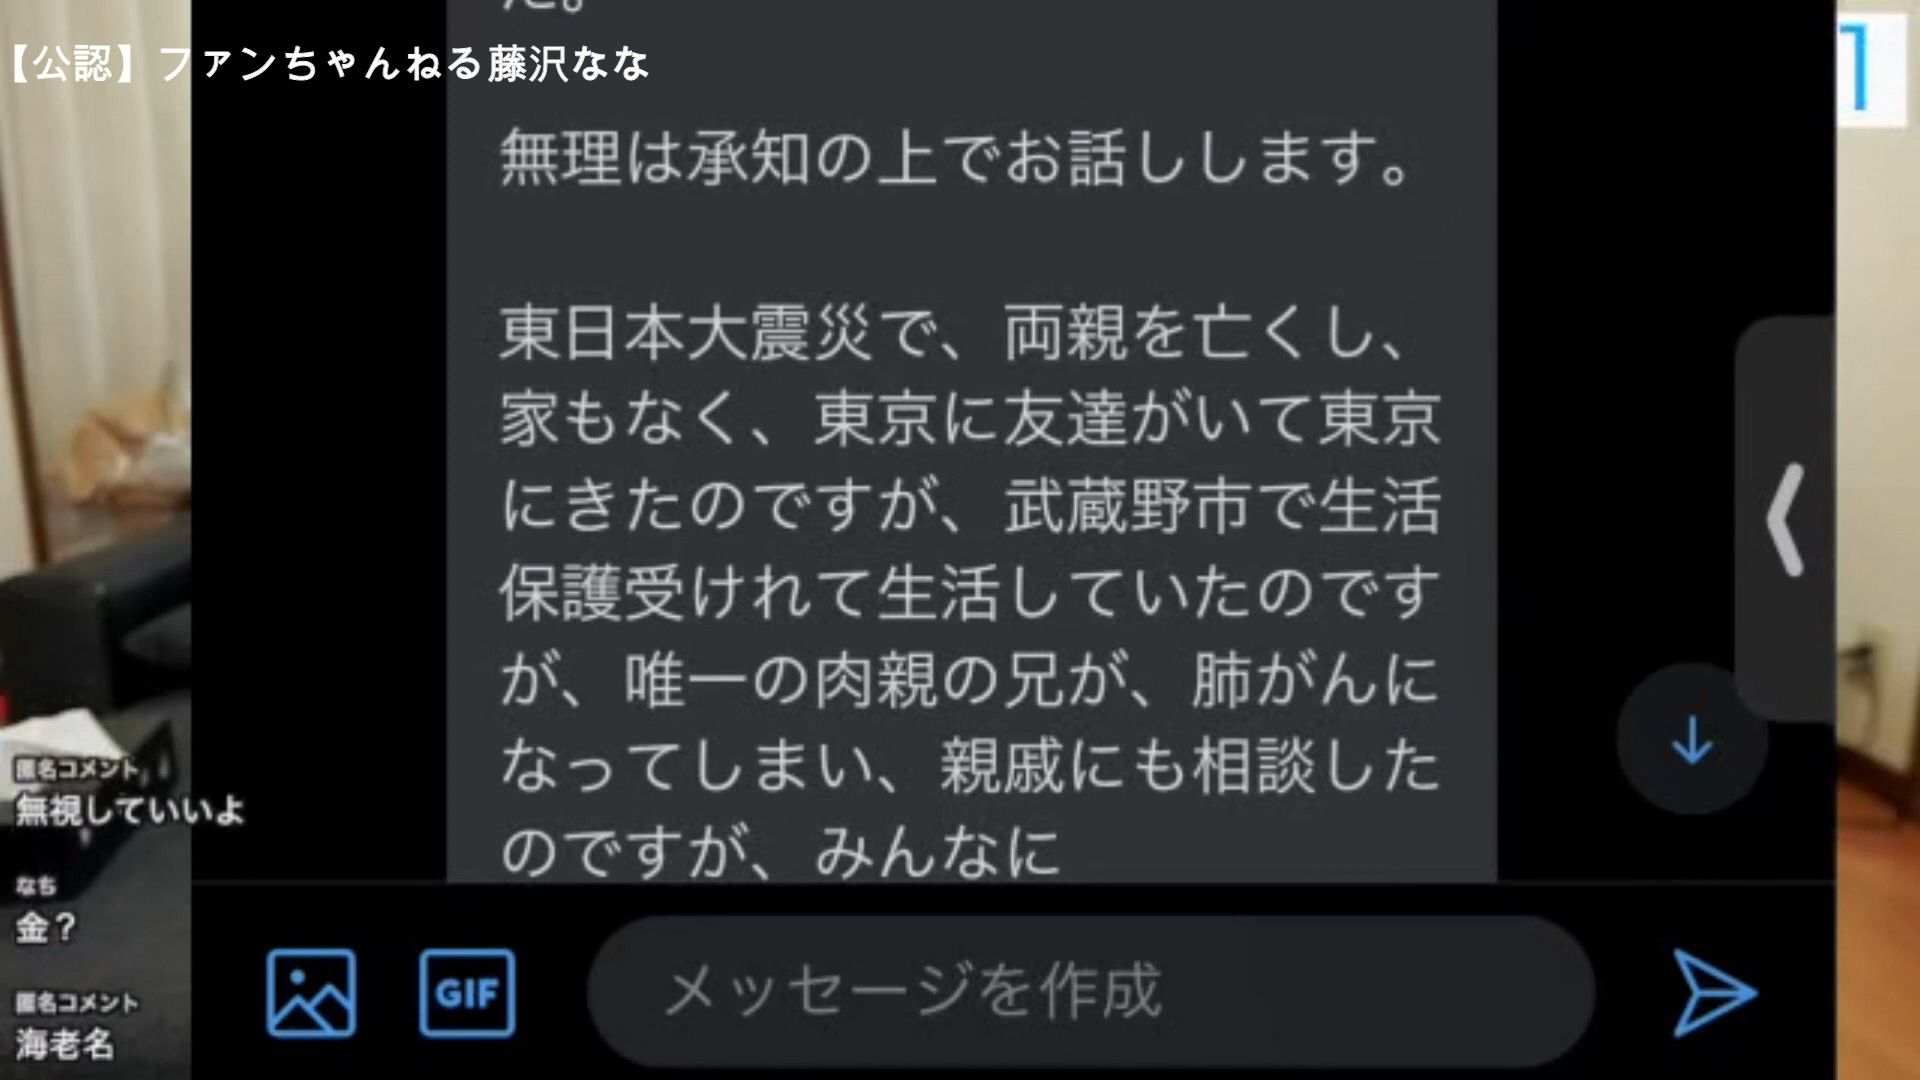 た。
【公認】ファンちゃんねる藤沢なな
無理は承知の上でお話しします。
東日本大震災で、両親を亡くし、
家もなく、東京に友達がいて東京
にきたのですが、武蔵野市で生活
保護受けれて生活していたのです
が、唯一の肉親の兄が、肺がんに
なってしまい、親戚にも相談した
のですが、みんなに
匿名コメント
無視していいよ
なち
金？
匿名コメント
海老名
GIF
メッセージを作成